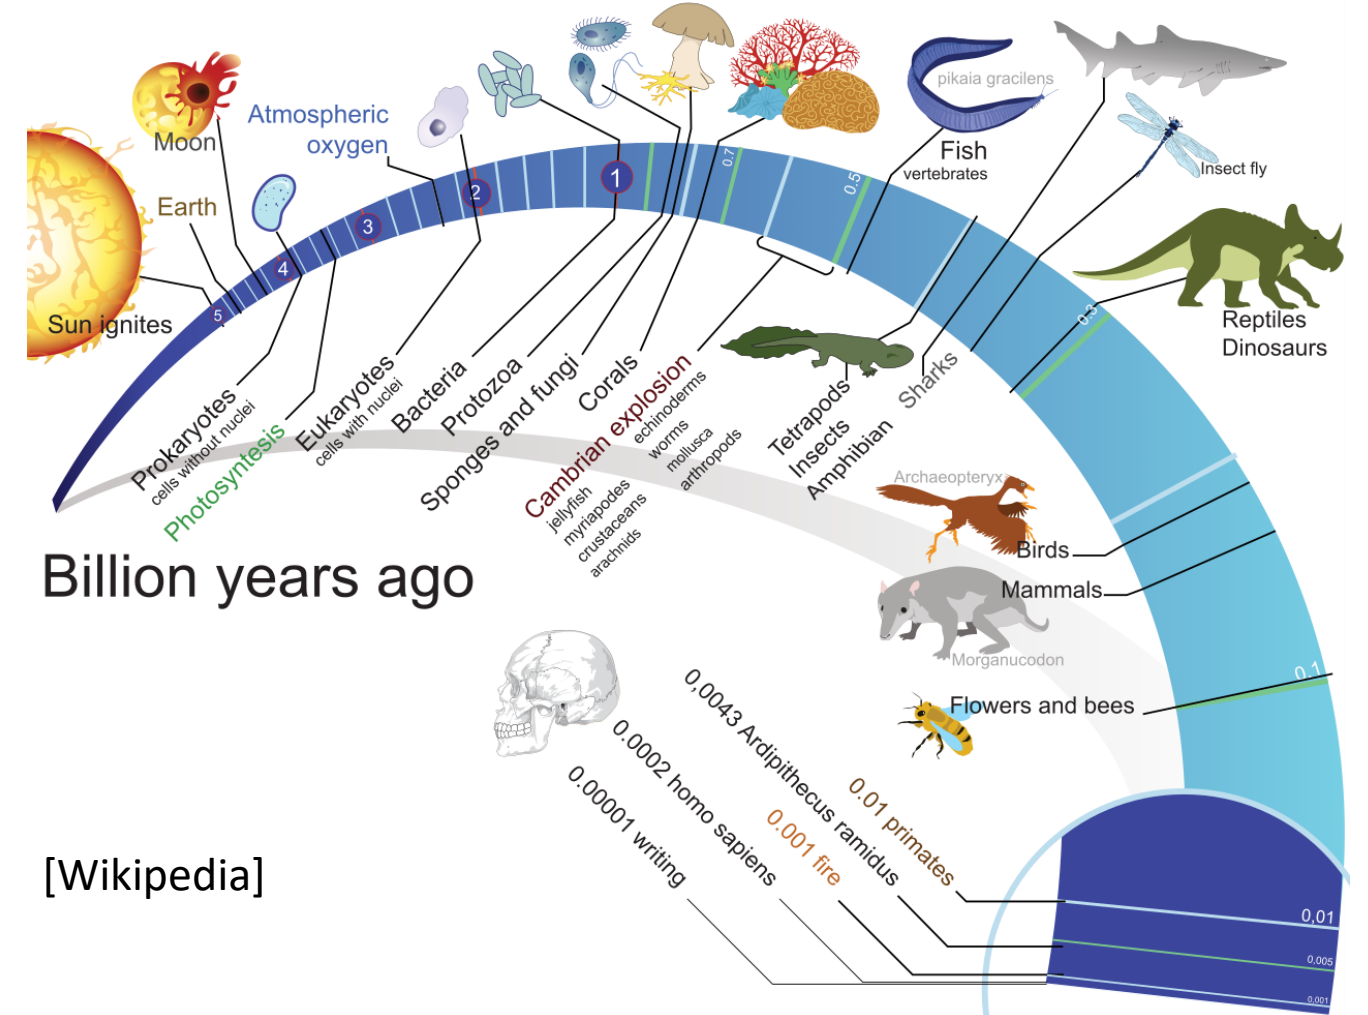 Moon
Atmospheric
oxygen
Earth
Sun ignites
5
4
3
2
1
0.7
0.5
0.3
0.1
pikaia gracilens
Fish
vertebrates
Insect fly
Reptiles
Dinosaurs
Prokaryotes
cells without nuclei
Photosyntesis
Eukaryotes
cells with nuclei
Bacteria
Protozoa
Sponges and fungi
Corals
Cambrian explosion
echinoderms
worms
mollusca
arthropods
jellyfish
myriapodes
crustaceans
arachnids
Tetrapods
Insects
Amphibian
Sharks
Archaeopteryx
Birds
Mammals
Morganucodon
Flowers and bees
Billion years ago
0.01 primates
0,0043 Ardipithecus ramidus
0.001 fire
0.0002 homo sapiens
0.00001 writing
0,01
0,005
0,001
[Wikipedia]